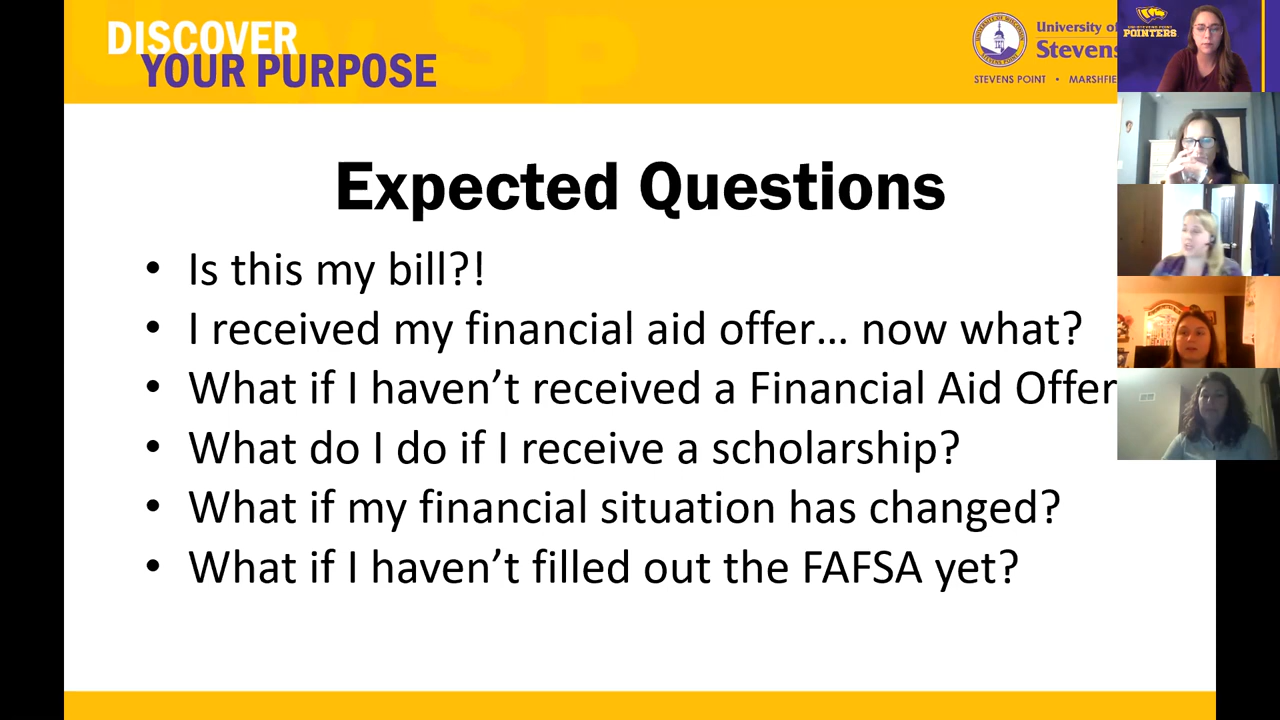 DISCOVER
YOUR PURPOSE
University of
Stevens
STEVENS POINT • MARSHFIE
POINTERS
Expected Questions
• Is this my bill?!
• I received my financial aid offer… now what?
• What if I haven’t received a Financial Aid Offer
• What do I do if I receive a scholarship?
• What if my financial situation has changed?
• What if I haven’t filled out the FAFSA yet?